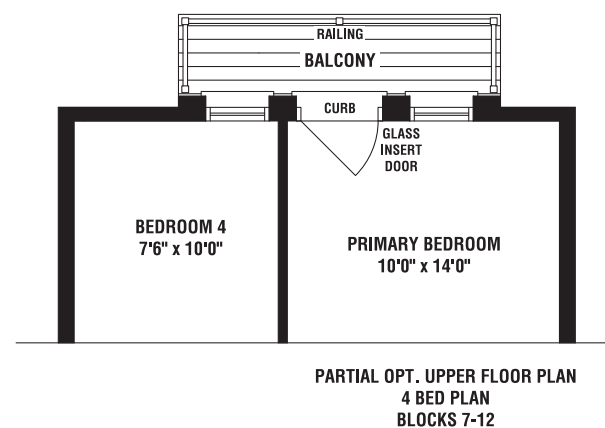 RAILING
BALCONY
CURB
GLASS
INSERT
DOOR
BEDROOM 4
7'6" x 10'0"
PRIMARY BEDROOM
10'0" x 14'0"
PARTIAL OPT. UPPER FLOOR PLAN
4 BED PLAN
BLOCKS 7-12